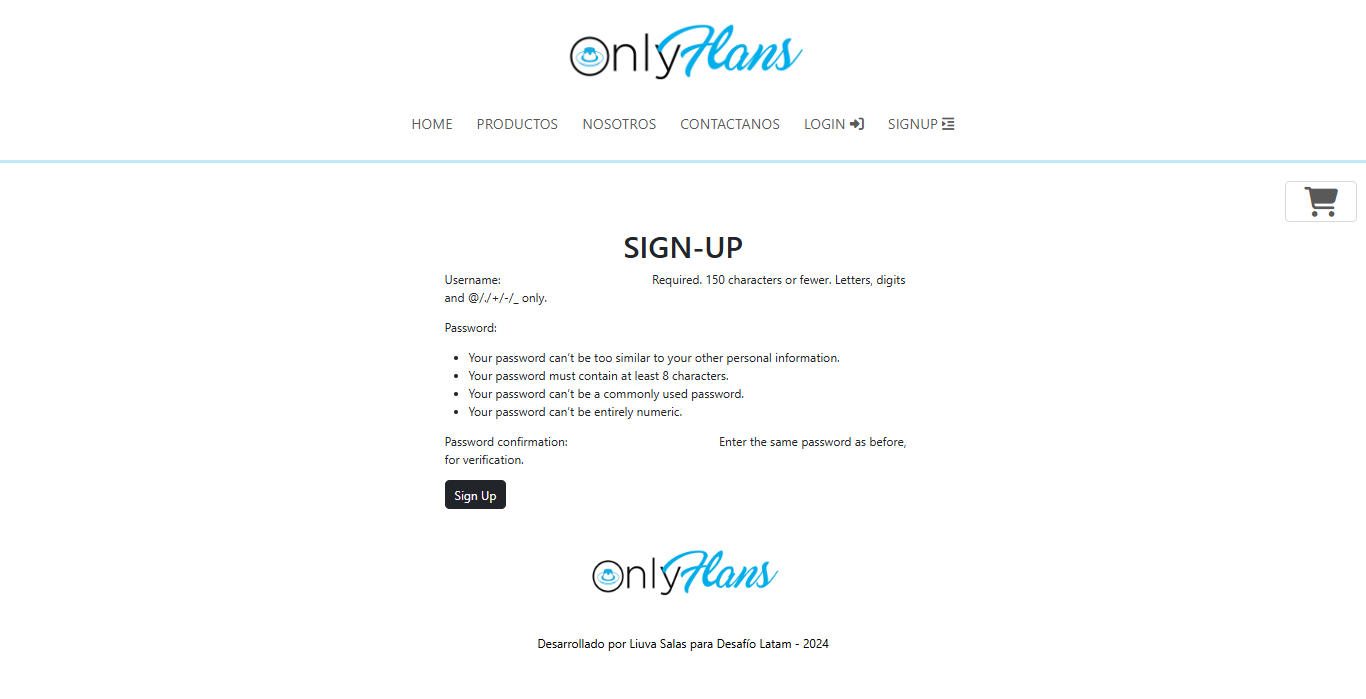 OnlyFlans
HOME PRODUCTOS NOSOTROS CONTACTANOS LOGIN SIGNUP
SIGN-UP
Username: Required. 150 characters or fewer. Letters, digits
and @/./+/-/_ only.
Password:
Your password can't be too similar to your other personal information.
Your password must contain at least 8 characters.
Your password can't be a commonly used password.
Your password can't be entirely numeric.
Password confirmation: Enter the same password as before,
for verification.
Sign Up
OnlyFlans
Desarrollado por Liuva Salas para Desafío Latam - 2024